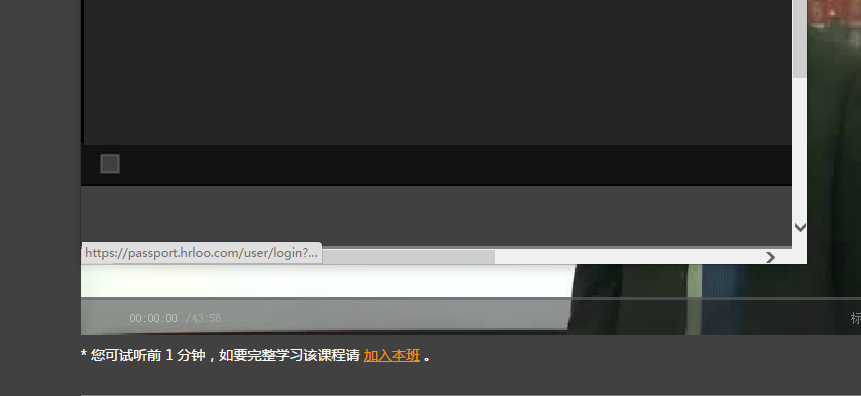 https://passport.hrloo.com/user/login?...
00:00:00 /43:56
标
* 您可试听前 1 分钟，如要完整学习该课程请 加入本班 。